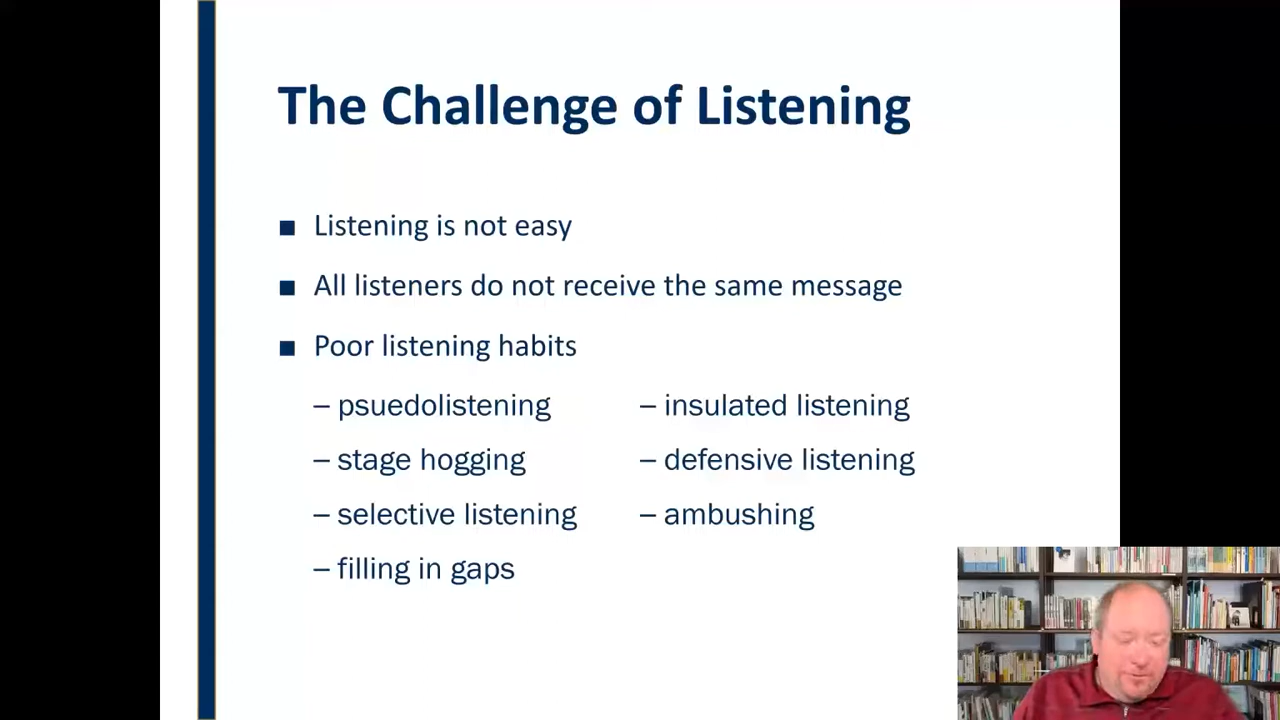 The Challenge of Listening
■ Listening is not easy
■ All listeners do not receive the same message
■ Poor listening habits
– psuedolistening
– stage hogging
– selective listening
– filling in gaps
– insulated listening
– defensive listening
– ambushing